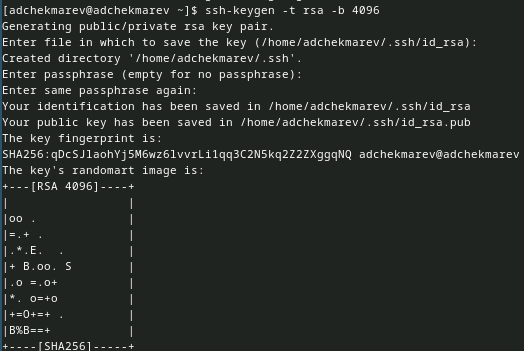 [adchekmarev@adchekmarev ~]$ ssh-keygen -t rsa -b 4096
Generating public/private rsa key pair.
Enter file in which to save the key (/home/adchekmarev/.ssh/id_rsa):
Created directory '/home/adchekmarev/.ssh'.
Enter passphrase (empty for no passphrase):
Enter same passphrase again:
Your identification has been saved in /home/adchekmarev/.ssh/id_rsa
Your public key has been saved in /home/adchekmarev/.ssh/id_rsa.pub
The key fingerprint is:
SHA256:qDcSJlaohYj5M6wz6lvvrLi1qq3C2N5kq2Z2ZXggqNQ adchekmarev@adchekmarev
The key's randomart image is:
+---[RSA 4096]----+
|                 |
|oo .             |
|=.+ .            |
|.*.E.  .         |
|+ B.oo. S        |
|.o =.o+          |
|*. o=+o          |
|+=O+=+ .         |
|B%B==+           |
+----[SHA256]-----+